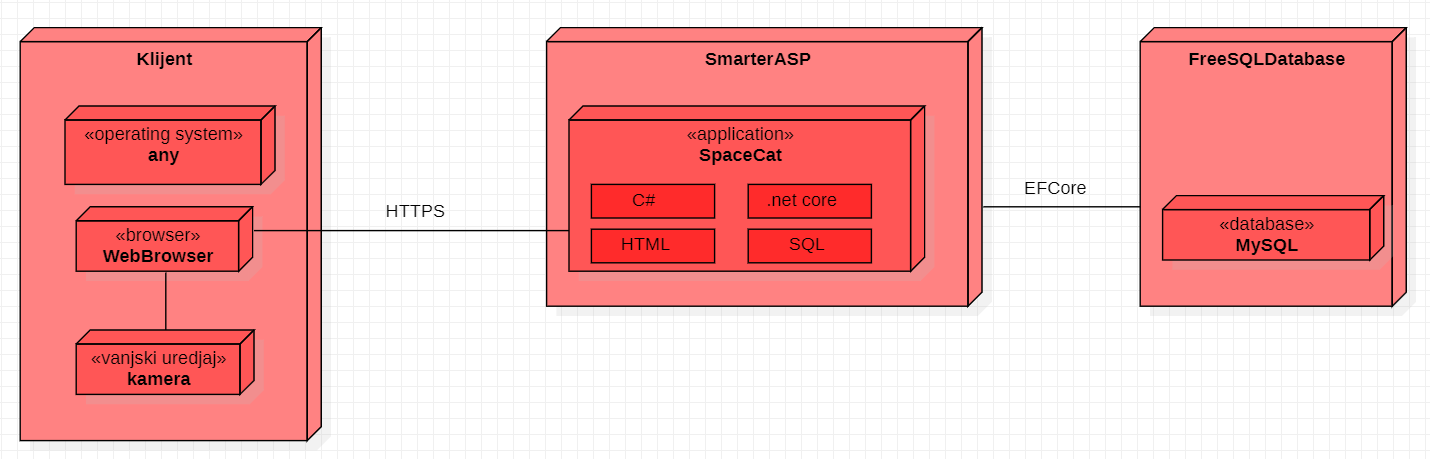 Klijent
«operating system»
any
«browser»
WebBrowser
«vanjski uredjaj»
kamera
HTTPS
SmarterASP
«application»
SpaceCat
C#
.net core
HTML
SQL
EFCore
FreeSQLDatabase
«database»
MySQL